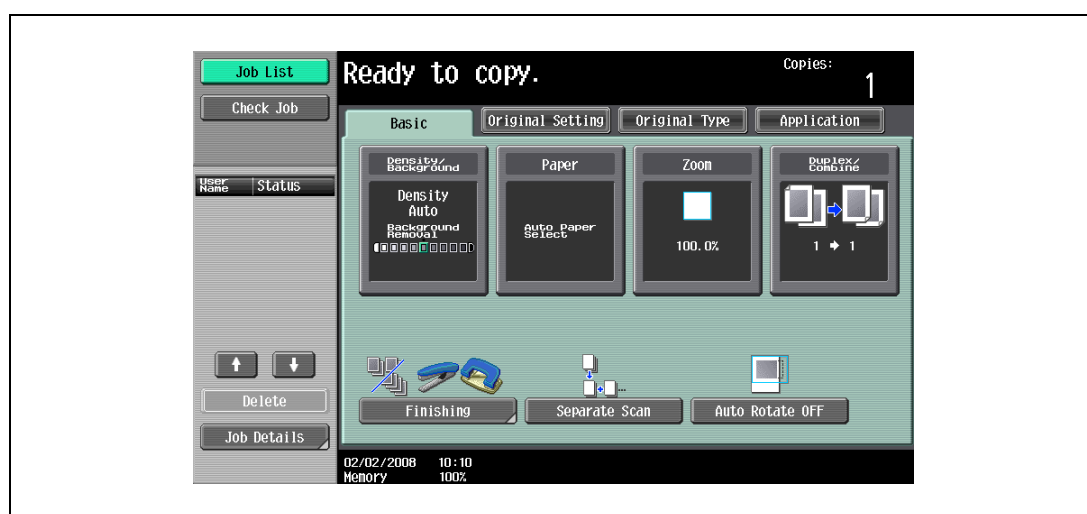 Job List
Check Job
User
Name
Status
Delete
Job Details
Ready to copy.
Copies:
1
Basic
Original Setting
Original Type
Application
Density/
Background
Density
Auto
Background
Removal
Paper
Auto Paper
Select
Zoom
100.0%
Duplex/
Combine
1 → 1
Finishing
Separate Scan
Auto Rotate OFF
02/02/2008 10:10
Memory 100%